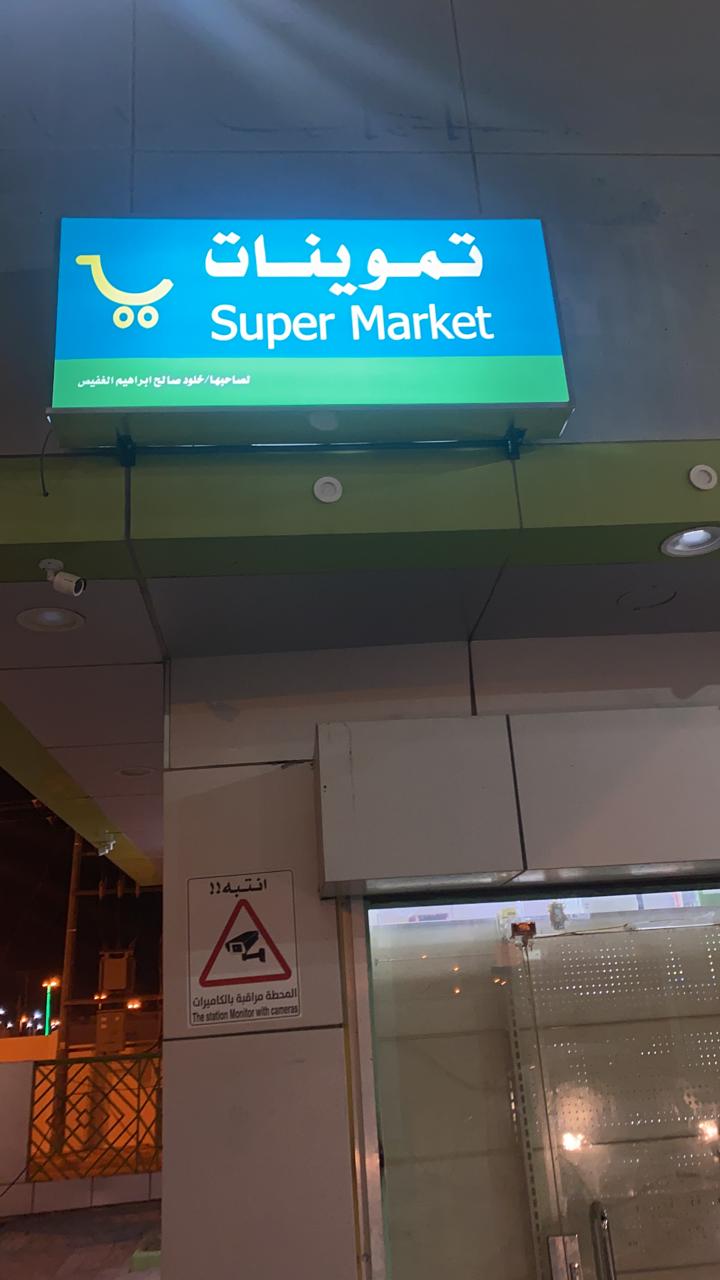 تموينات
Super Market
لصاحبها/خلود صالح ابراهيم الغفيس
انتبه!!
المحطة مراقبة بالكاميرات
The station Monitor with cameras